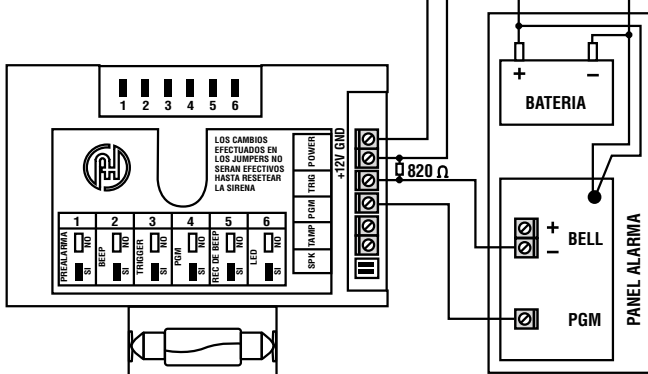 1 2 3 4 5 6
LOS CAMBIOS
EFECTUADOS EN
LOS JUMPERS NO
SERAN EFECTIVOS
HASTA RESETEAR
LA SIRENA
POWER
TRIG
PGM
TAMP
SPK
+12V GND
820 Ω
1 2 3 4 5 6
PREALARMA
NO
SI
BEEP
NO
SI
TRIGGER
NO
SI
PGM
NO
SI
REC DE BEEP
NO
SI
LED
NO
SI
+ −
BATERIA
+
−
BELL
PGM
PANEL ALARMA